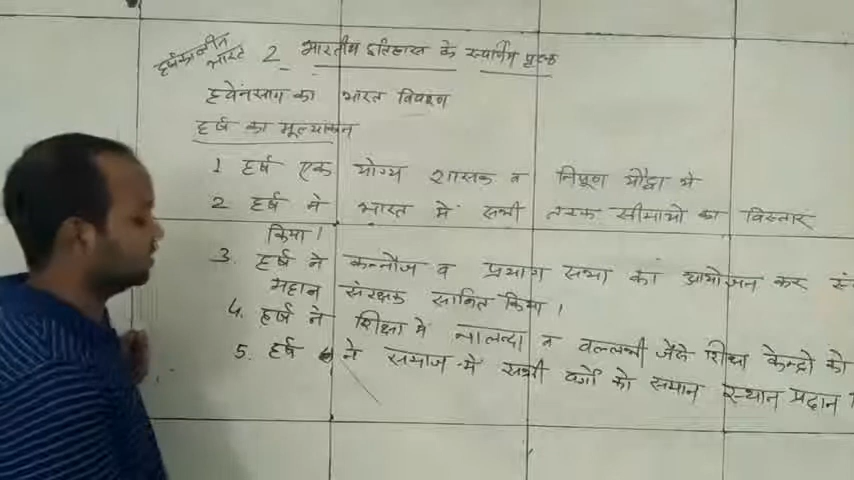 हर्षकालीन
भारत
2 भारतीय इतिहास के स्वर्णिम पृष्ठ
ह्वेनसांग का भारत विवरण
हर्ष का मूल्यांकन
1 हर्ष एक योग्य शासक व निपुण यौद्धा थे
2 हर्ष ने भारत में सभी तरफ सीमाओ का विस्तार
किया।
3. हर्ष ने कन्नौज व प्रयाग सभा का आयोजन कर
महान संरक्षक साबित किया।
4. हर्ष ने शिक्षा में नालन्दा व वल्लभी जैसे शिक्षा केन्द्रो को
5. हर्ष ने समाज में सभी वर्गो को समान स्थान प्रदान